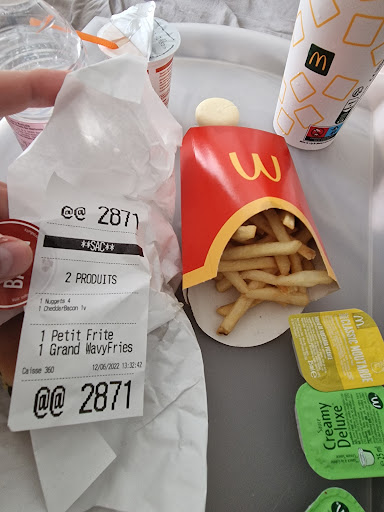 @@ 2871
**SAC**
2 PRODUITS
1 Nuggets 4
1 CheddarBacon 1v
1 Petit Frite
1 Grand WavyFries
Caisse 360 12/06/2022 13:32:42
@@ 2871
Creamy
Deluxe